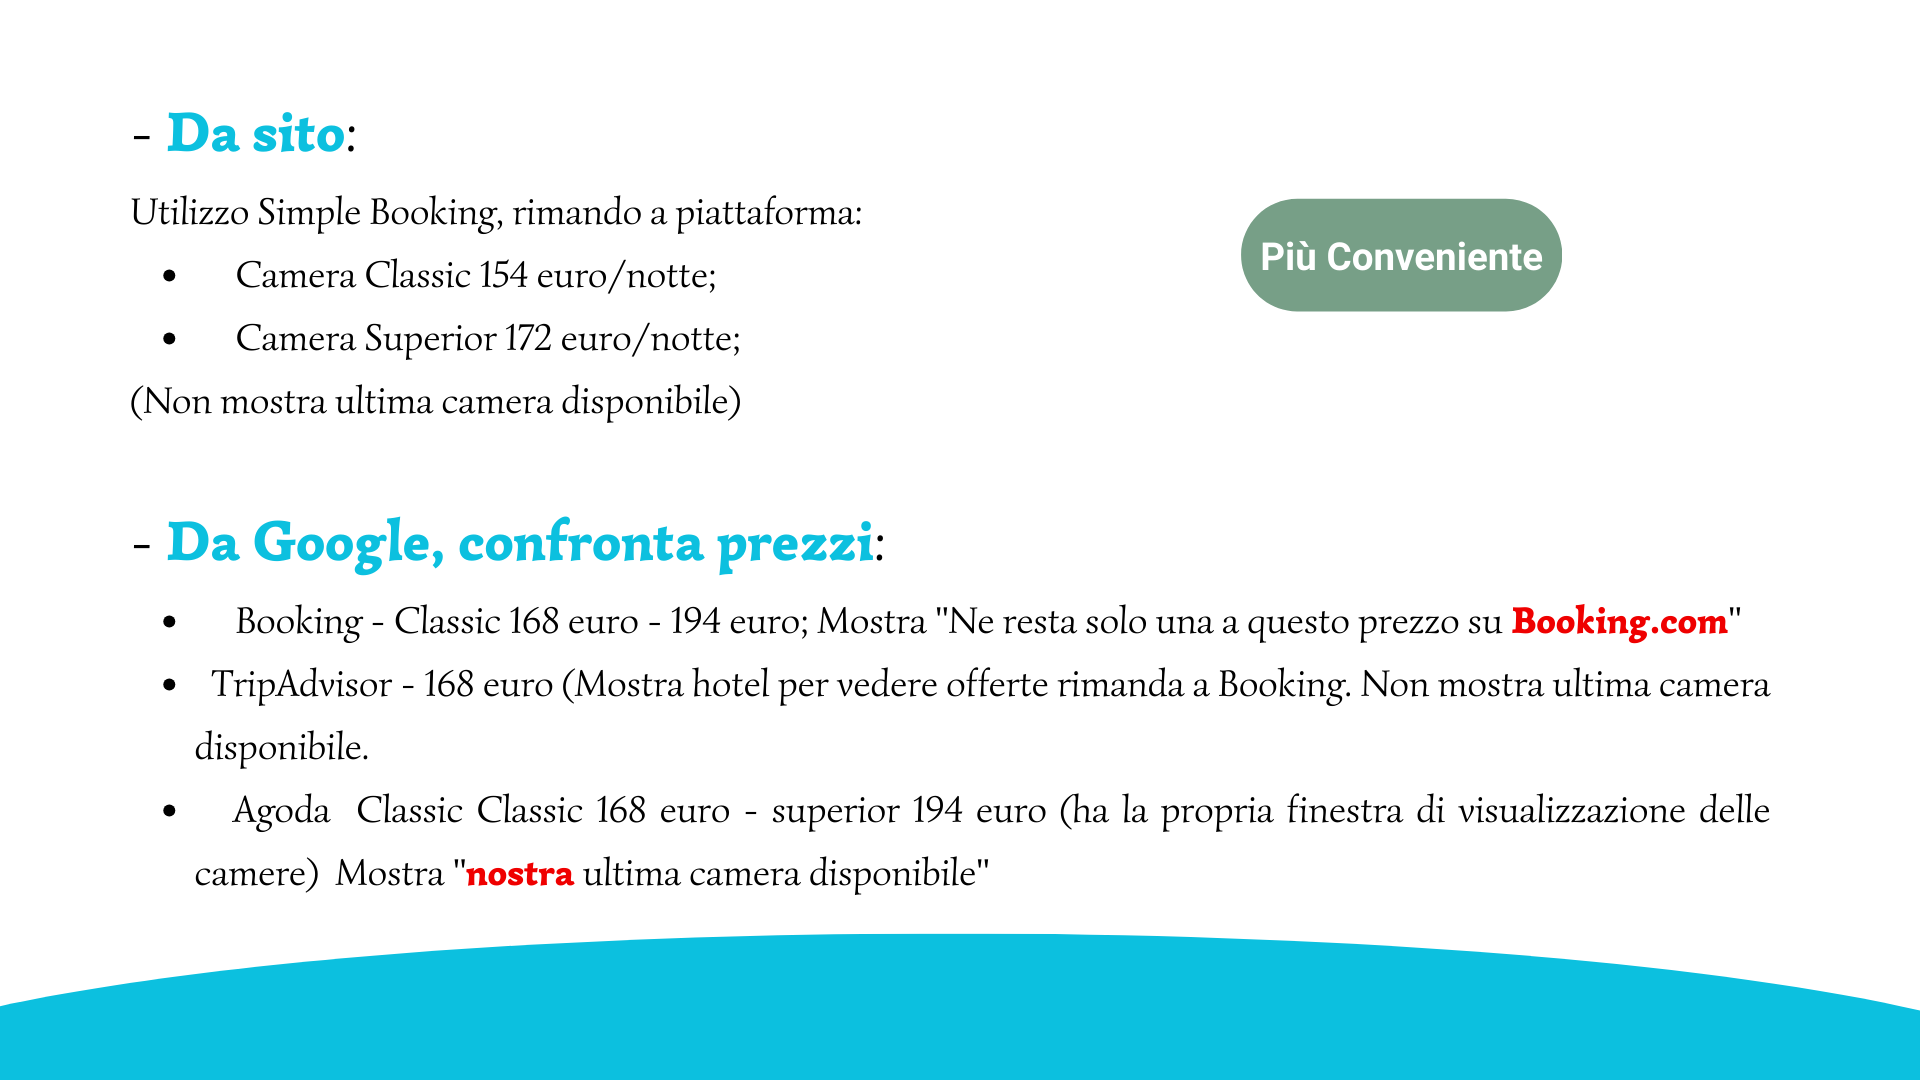 - Da sito:
Utilizzo Simple Booking, rimando a piattaforma:
• Camera Classic 154 euro/notte;
• Camera Superior 172 euro/notte;
(Non mostra ultima camera disponibile)
Più Conveniente
- Da Google, confronta prezzi:
• Booking - Classic 168 euro - 194 euro; Mostra "Ne resta solo una a questo prezzo su Booking.com"
• TripAdvisor - 168 euro (Mostra hotel per vedere offerte rimanda a Booking. Non mostra ultima camera
disponibile.
• Agoda Classic Classic 168 euro - superior 194 euro (ha la propria finestra di visualizzazione delle
camere) Mostra "nostra ultima camera disponibile"